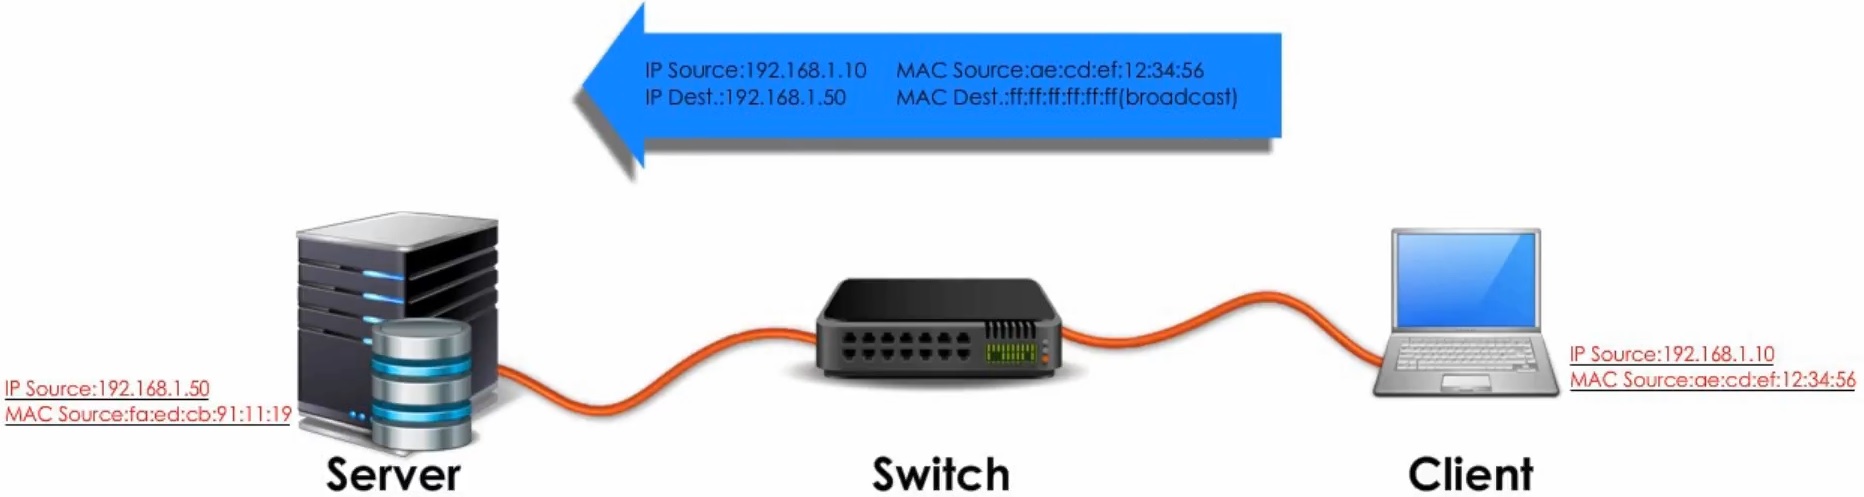 IP Source:192.168.1.10 MAC Source:ae:cd:ef:12:34:56
IP Dest.:192.168.1.50 MAC Dest.:ff:ff:ff:ff:ff:ff(broadcast)
IP Source:192.168.1.50
MAC Source:fa:ed:cb:91:11:19
IP Source:192.168.1.10
MAC Source:ae:cd:ef:12:34:56
Server
Switch
Client